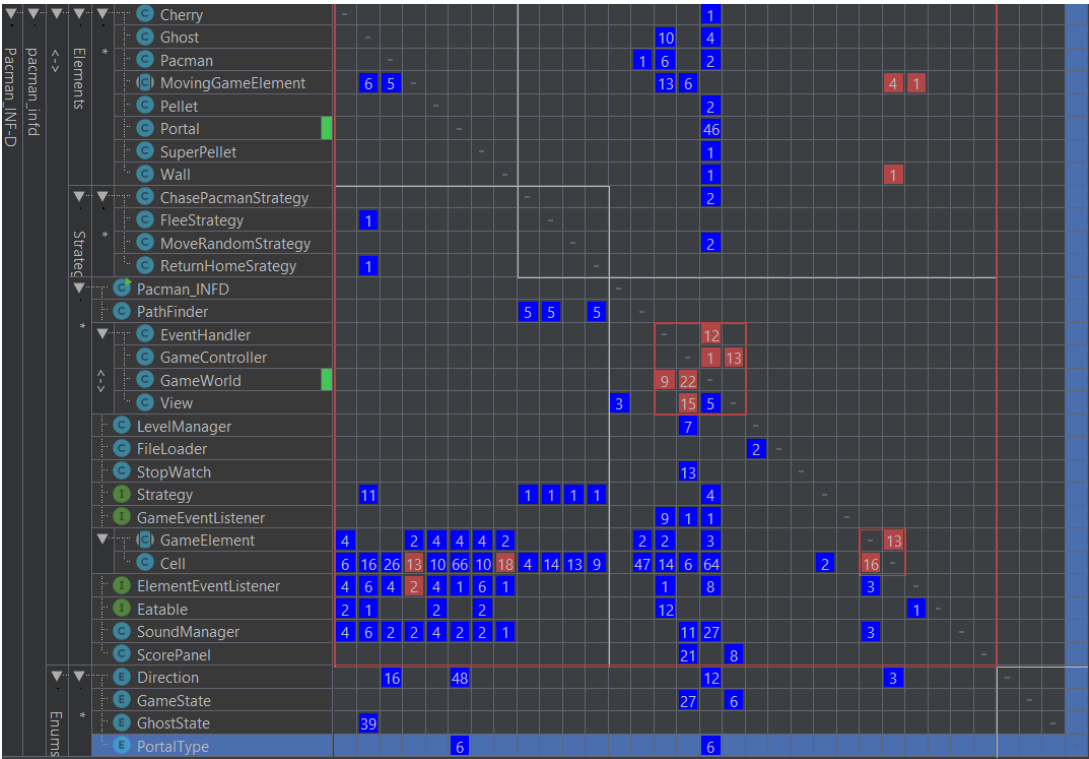 Pacman_INF-D
pacman_infd
<->
Elements
*
Cherry - 1
Ghost - 10 4
Pacman - 1 6 2
MovingGameElement 6 5 - 13 6 4 1
Pellet - 2
Portal - 46
SuperPellet - 1
Wall - 1 1
Strateg
*
ChasePacmanStrategy - 2
FleeStrategy 1 -
MoveRandomStrategy - 2
ReturnHomeSrategy 1 -
*
Pacman_INFD -
PathFinder 5 5 5 -
<->
EventHandler - 12
GameController - 1 13
GameWorld 9 22 -
View 3 15 5 -
LevelManager 7 -
FileLoader 2 -
StopWatch 13 -
Strategy 11 1 1 1 1 4 -
GameEventListener 9 1 1 -
GameElement 4 2 4 4 4 2 2 2 3 - 13
Cell 6 16 26 13 10 66 10 18 4 14 13 9 47 14 6 64 2 16 -
ElementEventListener 4 6 4 2 4 1 6 1 1 8 3 -
Eatable 2 1 2 2 12 1 -
SoundManager 4 6 2 2 4 2 2 1 11 27 3 -
ScorePanel 21 8 -
Enums
*
Direction 16 48 12 3 -
GameState 27 6 -
GhostState 39 -
PortalType 6 6 -